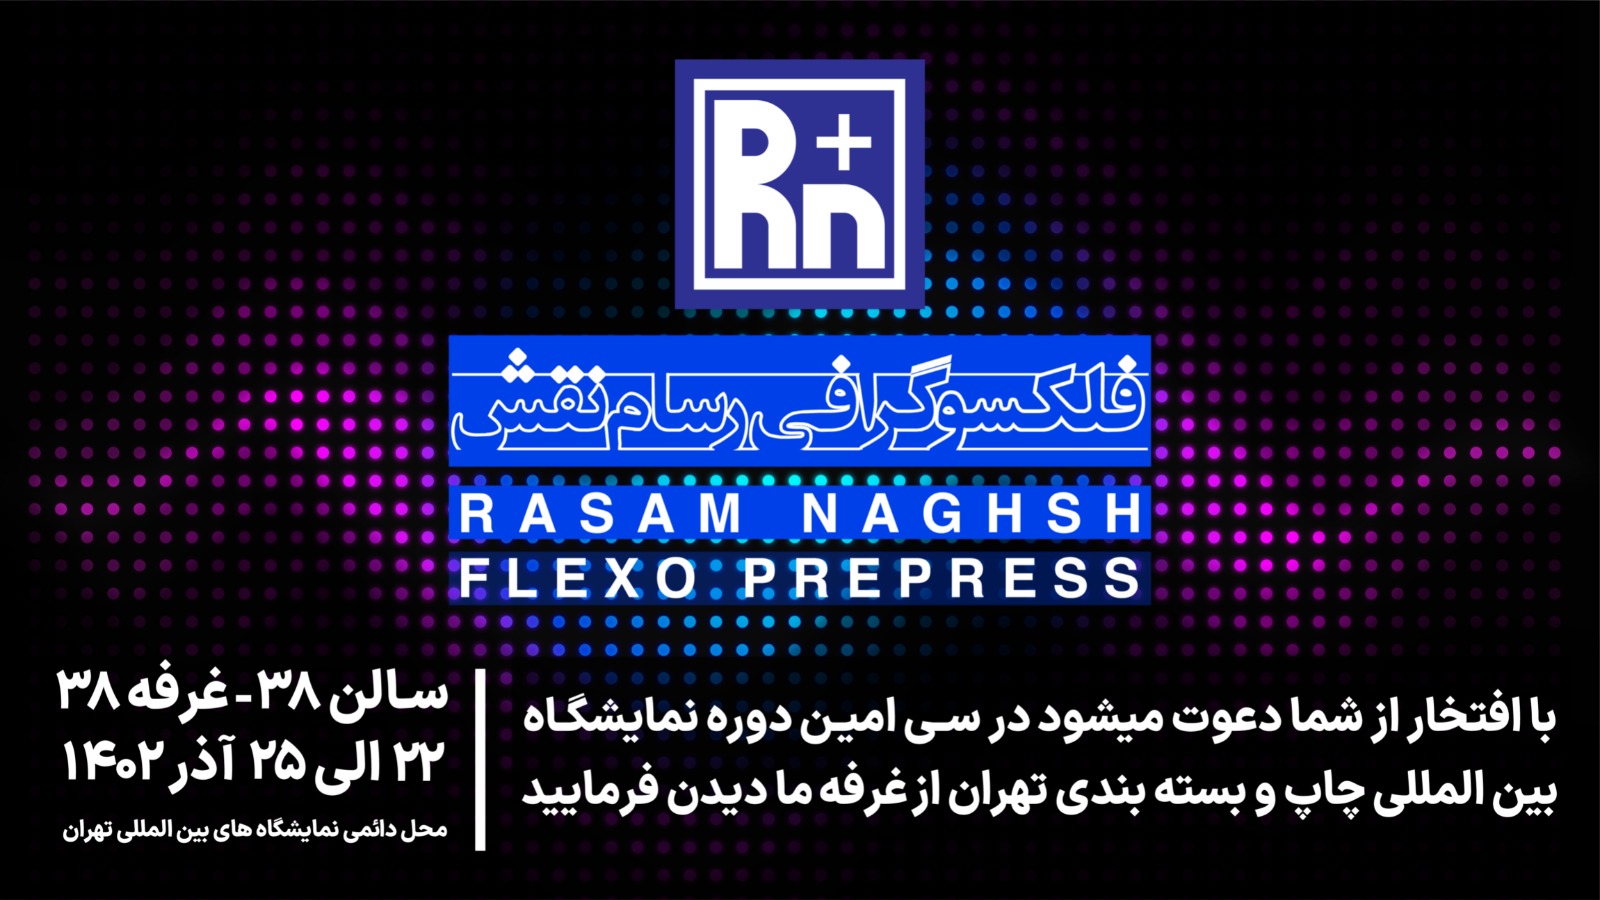 Rn+
فلکسوگرافی رسام نقش
RASAM NAGHSH
FLEXO PREPRESS
با افتخار از شما دعوت میشود در سی امین دوره نمایشگاه
بین المللی چاپ و بسته بندی تهران از غرفه ما دیدن فرمایید
سالن ۳۸ - غرفه ۳۸
۲۲ الی ۲۵ آذر ۱۴۰۲
محل دائمی نمایشگاه های بین المللی تهران